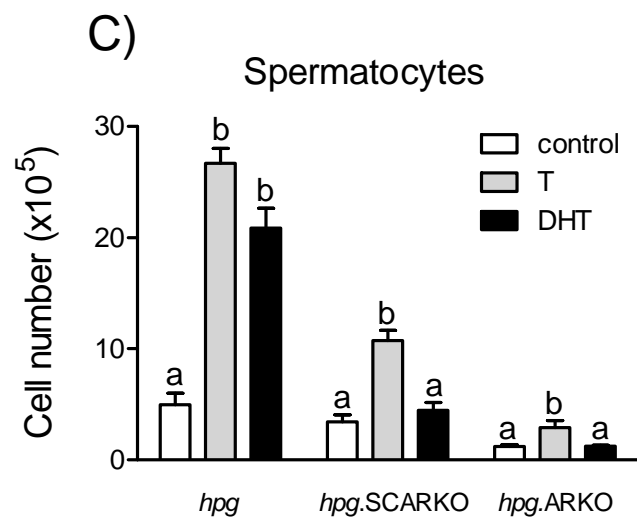 C)
Spermatocytes
Cell number (x10⁵)
30
20
10
0
control
T
DHT
a b b
a b a
a b a
hpg hpg.SCARKO hpg.ARKO